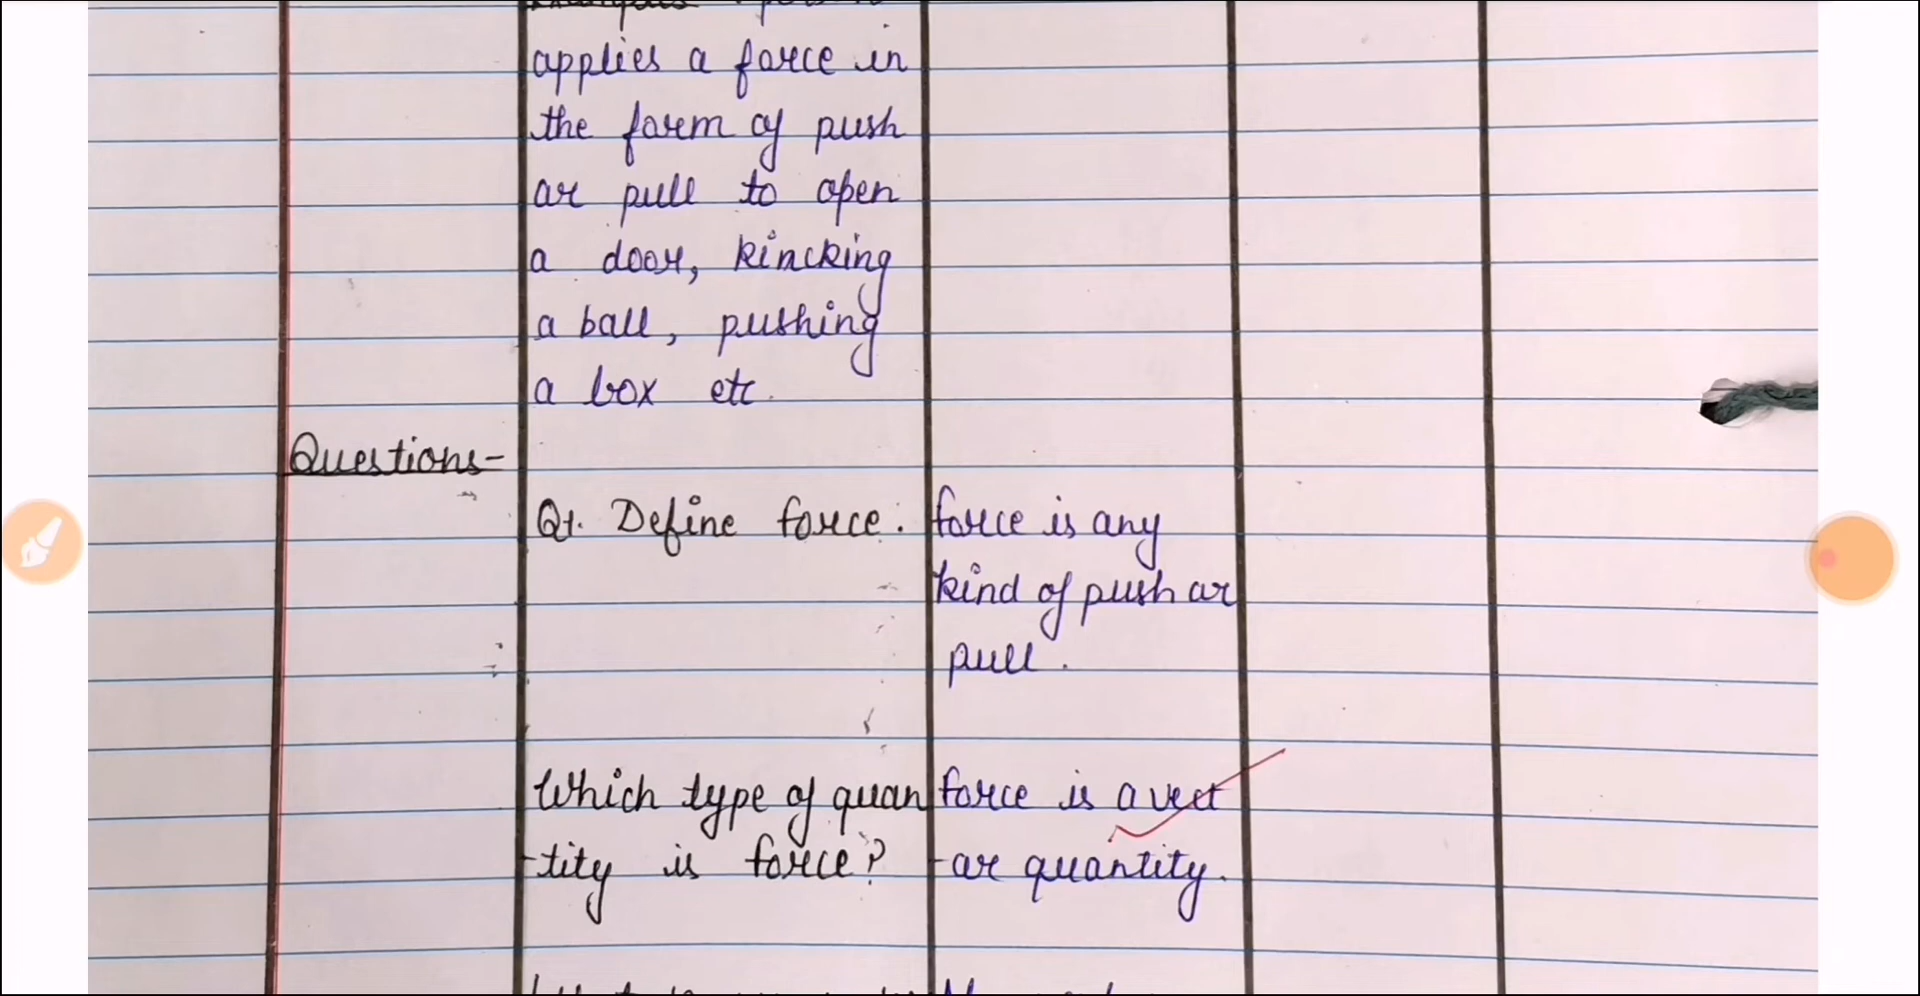 applies a force in
the form of push
or pull to open
a door, kincking
a ball, pushing
a box etc.
Questions-
Q1. Define force. force is any
kind of push or
pull.
Which type of quan force is a vect
-tity is force? -or quantity.